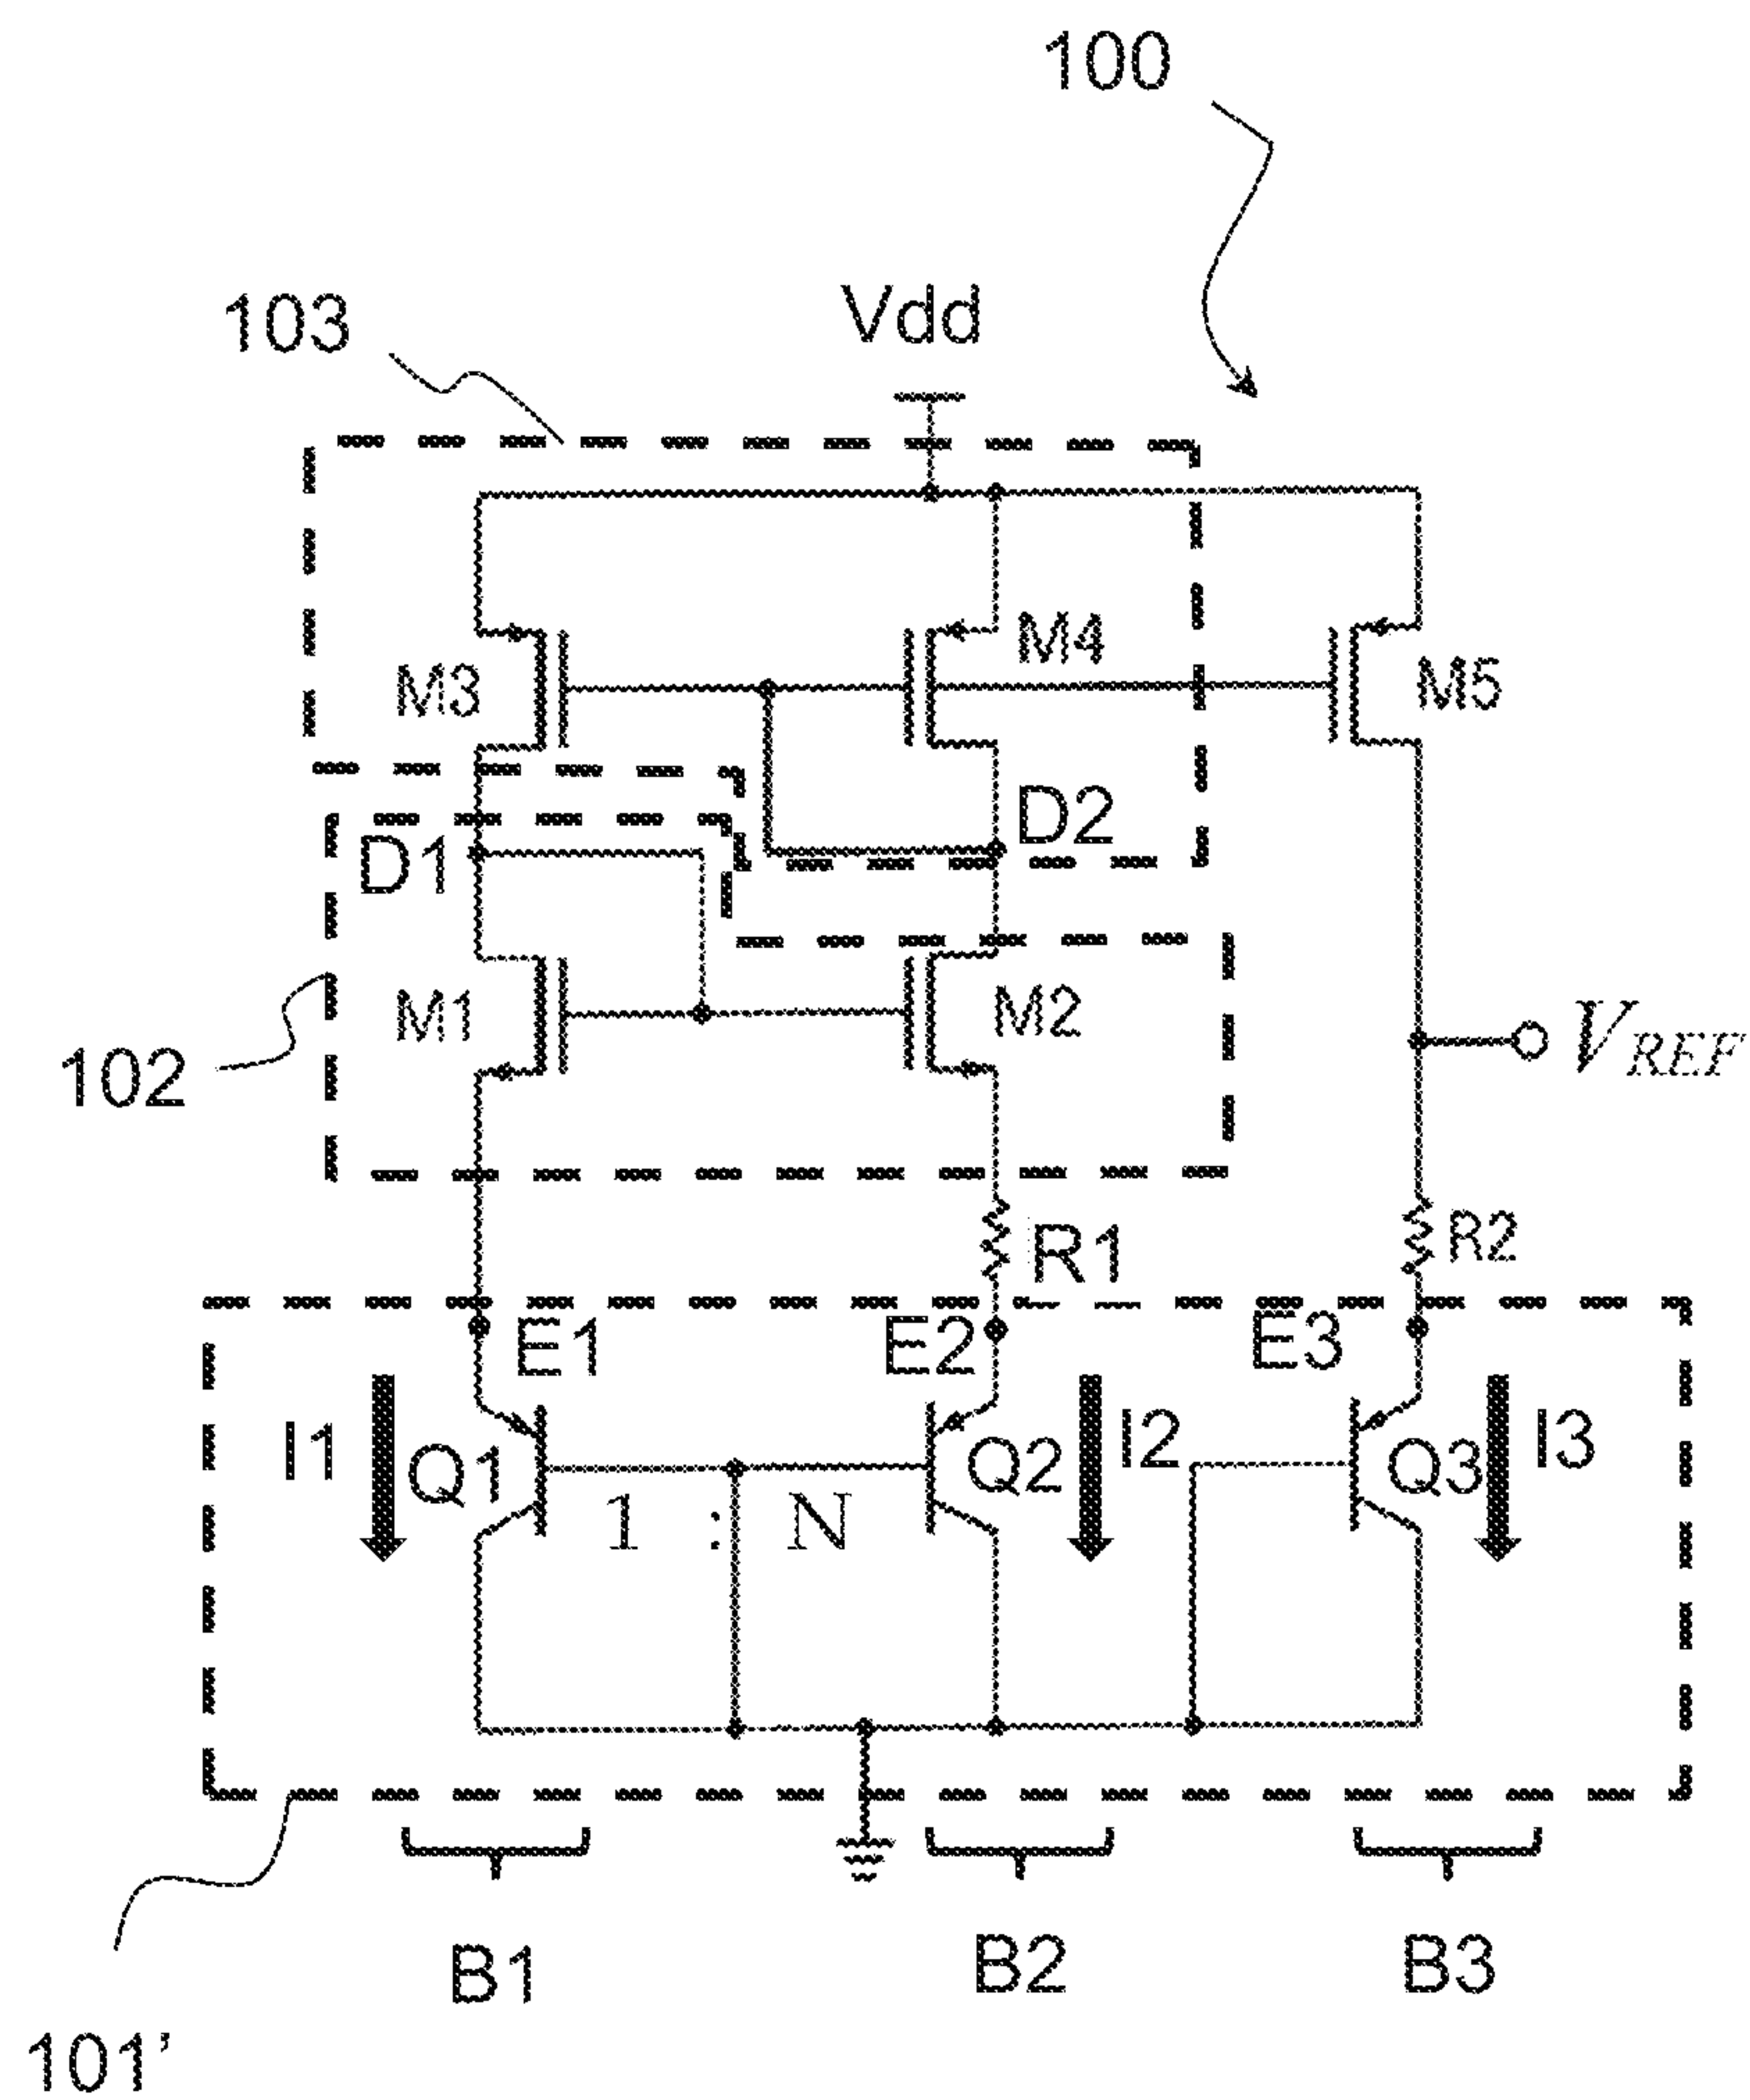 100
103
Vdd
M3
M4
M5
D1
D2
M1
M2
102
VREF
R1
R2
E1
E2
E3
I1
Q1
1 : N
Q2
I2
Q3
I3
B1
B2
B3
101'